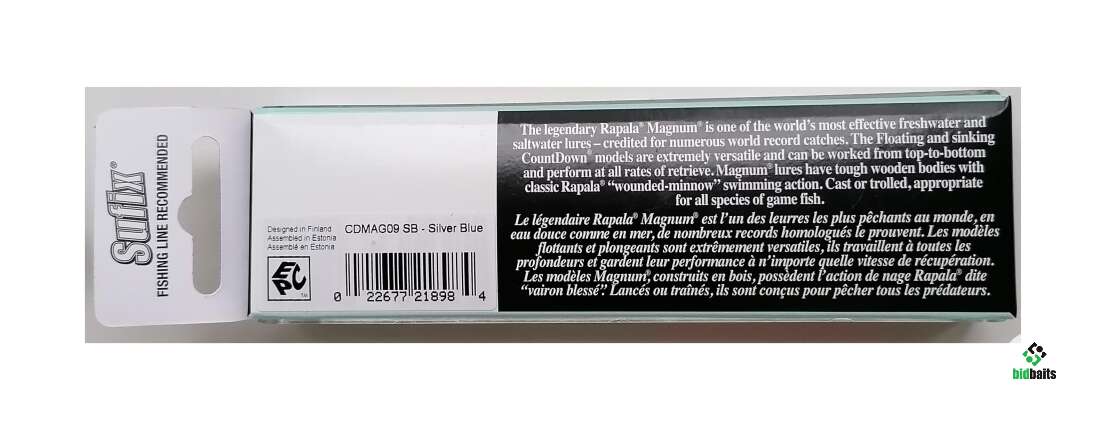 Sufix®
FISHING LINE RECOMMENDED
Designed in Finland
Assembled in Estonia
Assemblé en Estonie
CDMAG09 SB - Silver Blue
EPC
TM
0 22677 21898 4
The legendary Rapala® Magnum® is one of the world's most effective freshwater and
saltwater lures – credited for numerous world record catches. The Floating and sinking
CountDown® models are extremely versatile and can be worked from top-to-bottom
and perform at all rates of retrieve. Magnum® lures have tough wooden bodies with
classic Rapala® “wounded-minnow” swimming action. Cast or trolled, appropriate
for all species of game fish.
Le légendaire Rapala® Magnum® est l'un des leurres les plus pêchants au monde, en
eau douce comme en mer, de nombreux records homologués le prouvent. Les modèles
flottants et plongeants sont extrêmement versatiles, ils travaillent à toutes les
profondeurs et gardent leur performance à n'importe quelle vitesse de récupération.
Les modèles Magnum®, construits en bois, possèdent l'action de nage Rapala® dite
“vairon blessé”. Lancés ou traînés, ils sont conçus pour pêcher tous les prédateurs.
bidbaits